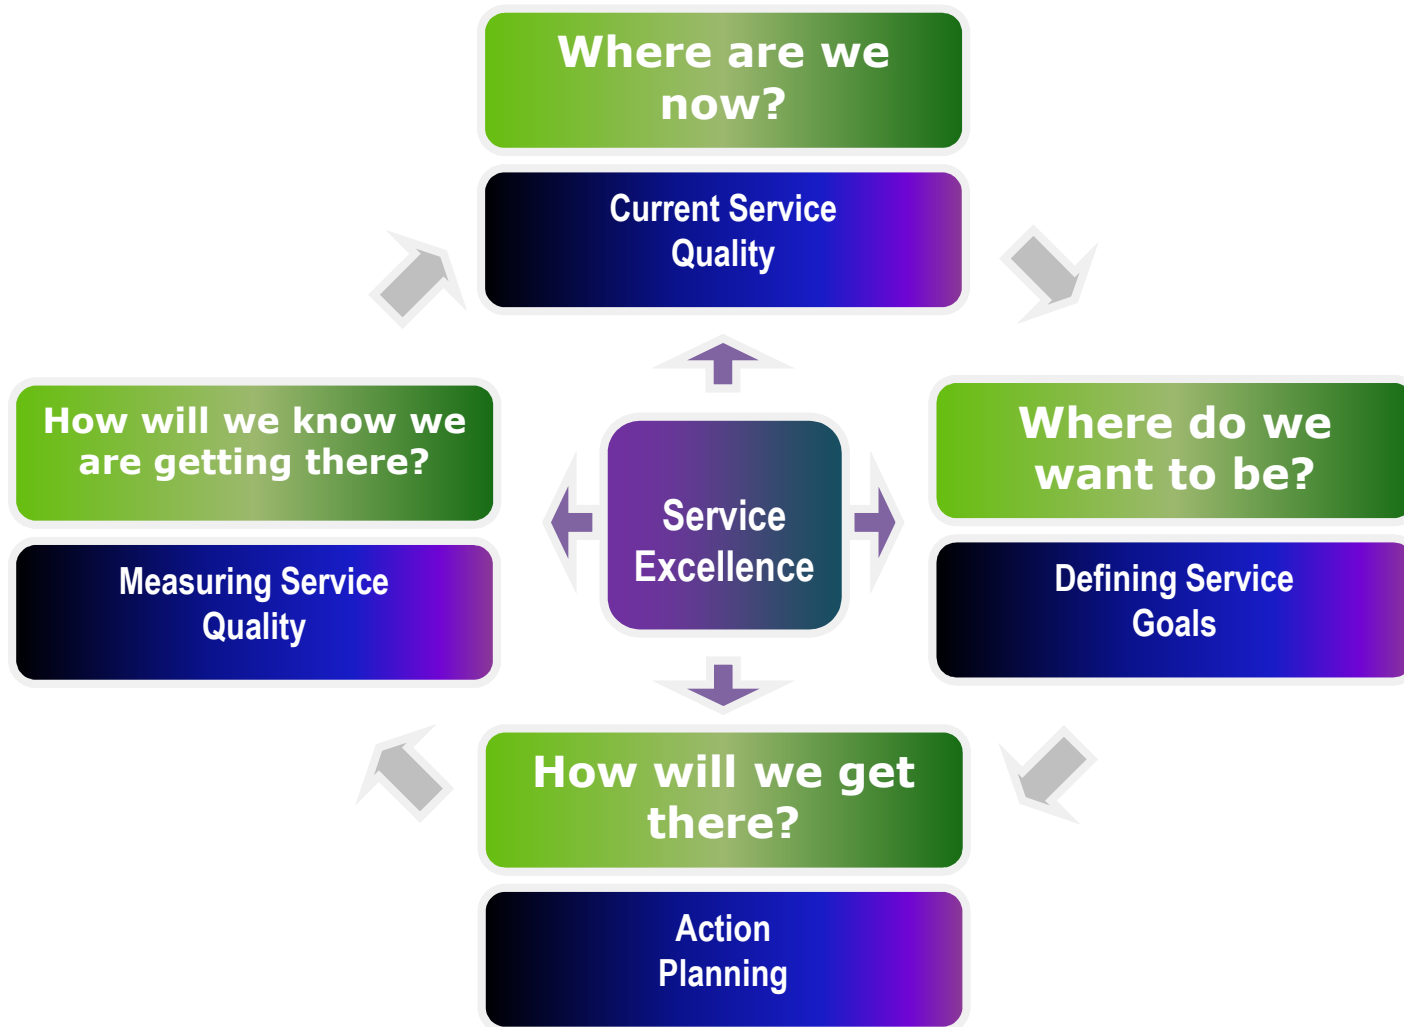 Where are we
now?
Current Service
Quality
How will we know we
are getting there?
Measuring Service
Quality
Service
Excellence
Where do we
want to be?
Defining Service
Goals
How will we get
there?
Action
Planning